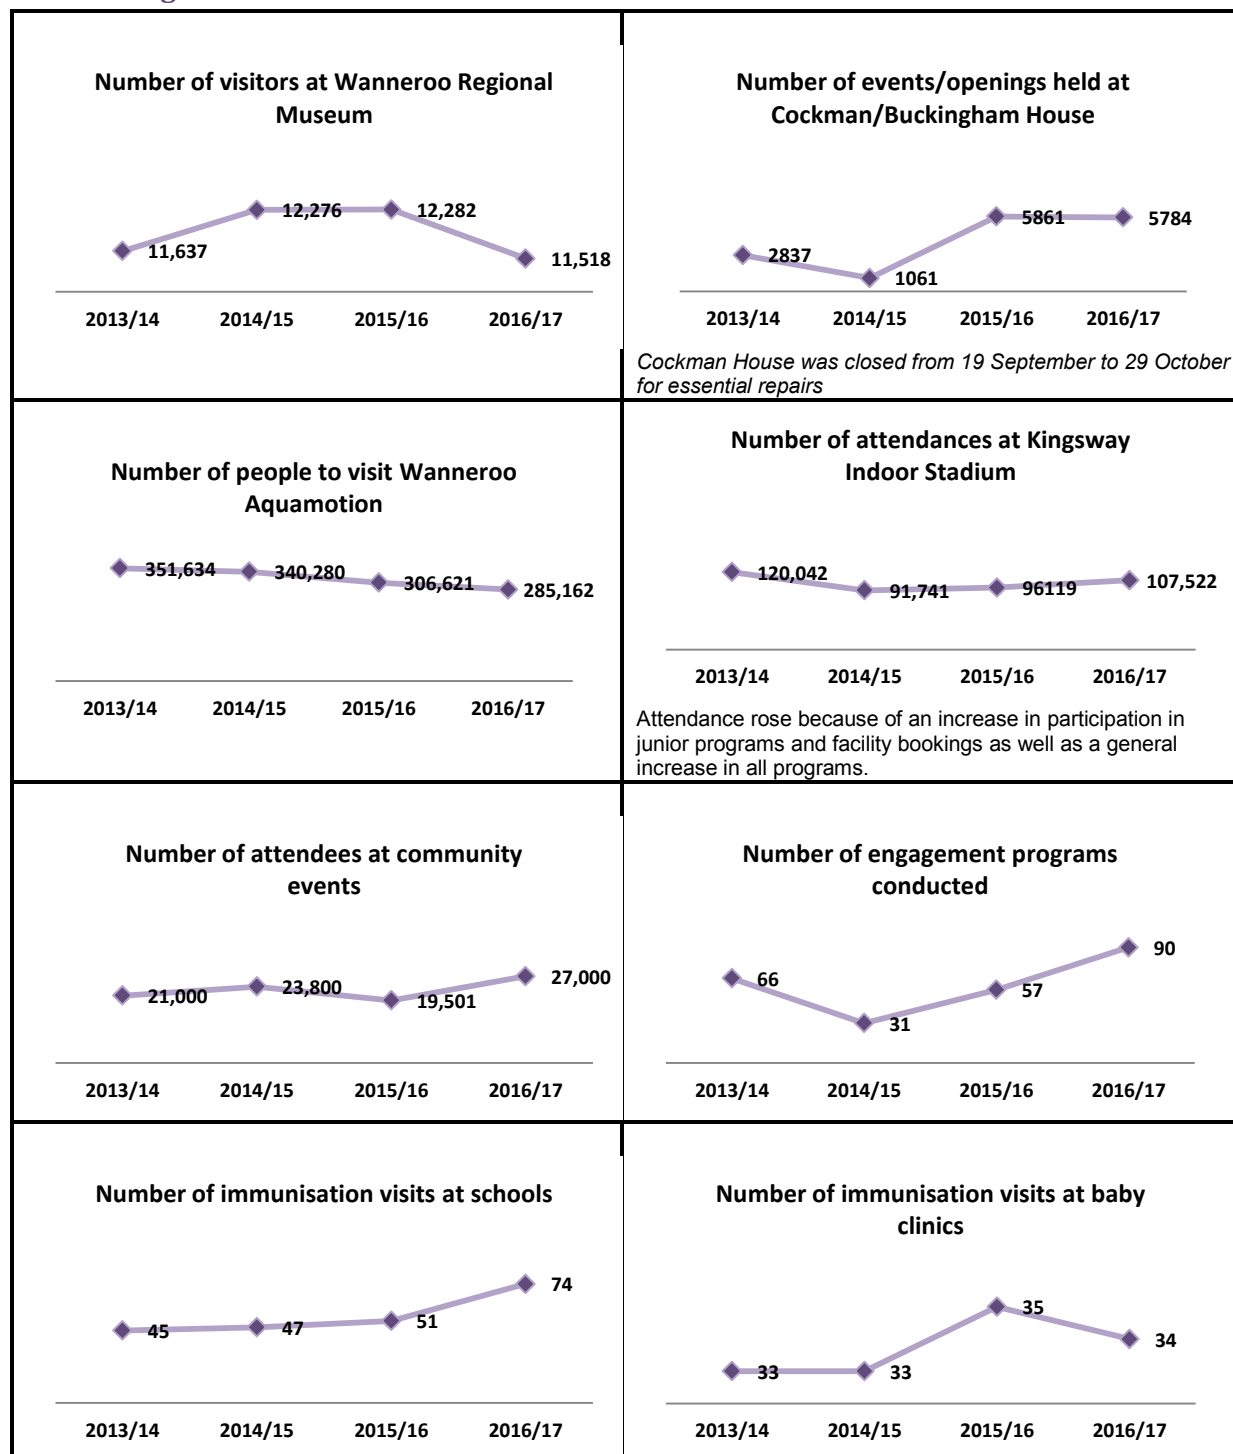 Number of visitors at Wanneroo Regional
Museum
11,637
12,276
12,282
11,518
2013/14 2014/15 2015/16 2016/17
Number of events/openings held at
Cockman/Buckingham House
2837
1061
5861
5784
2013/14 2014/15 2015/16 2016/17
Cockman House was closed from 19 September to 29 October
for essential repairs
Number of people to visit Wanneroo
Aquamotion
351,634
340,280
306,621
285,162
2013/14 2014/15 2015/16 2016/17
Number of attendances at Kingsway
Indoor Stadium
120,042
91,741
96119
107,522
2013/14 2014/15 2015/16 2016/17
Attendance rose because of an increase in participation in
junior programs and facility bookings as well as a general
increase in all programs.
Number of attendees at community
events
21,000
23,800
19,501
27,000
2013/14 2014/15 2015/16 2016/17
Number of engagement programs
conducted
66
31
57
90
2013/14 2014/15 2015/16 2016/17
Number of immunisation visits at schools
45
47
51
74
2013/14 2014/15 2015/16 2016/17
Number of immunisation visits at baby
clinics
33
33
35
34
2013/14 2014/15 2015/16 2016/17